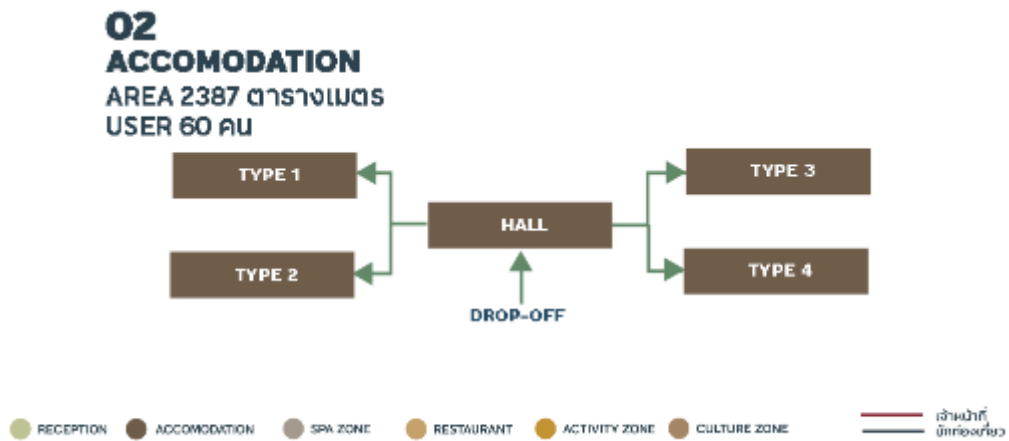 02
ACCOMODATION
AREA 2387 ตารางเมตร
USER 60 คน
TYPE 1
TYPE 3
HALL
TYPE 2
TYPE 4
DROP-OFF
RECEPTION
ACCOMODATION
SPA ZONE
RESTAURANT
ACTIVITY ZONE
CULTURE ZONE
เจ้าหน้าที่
นักท่องเที่ยว